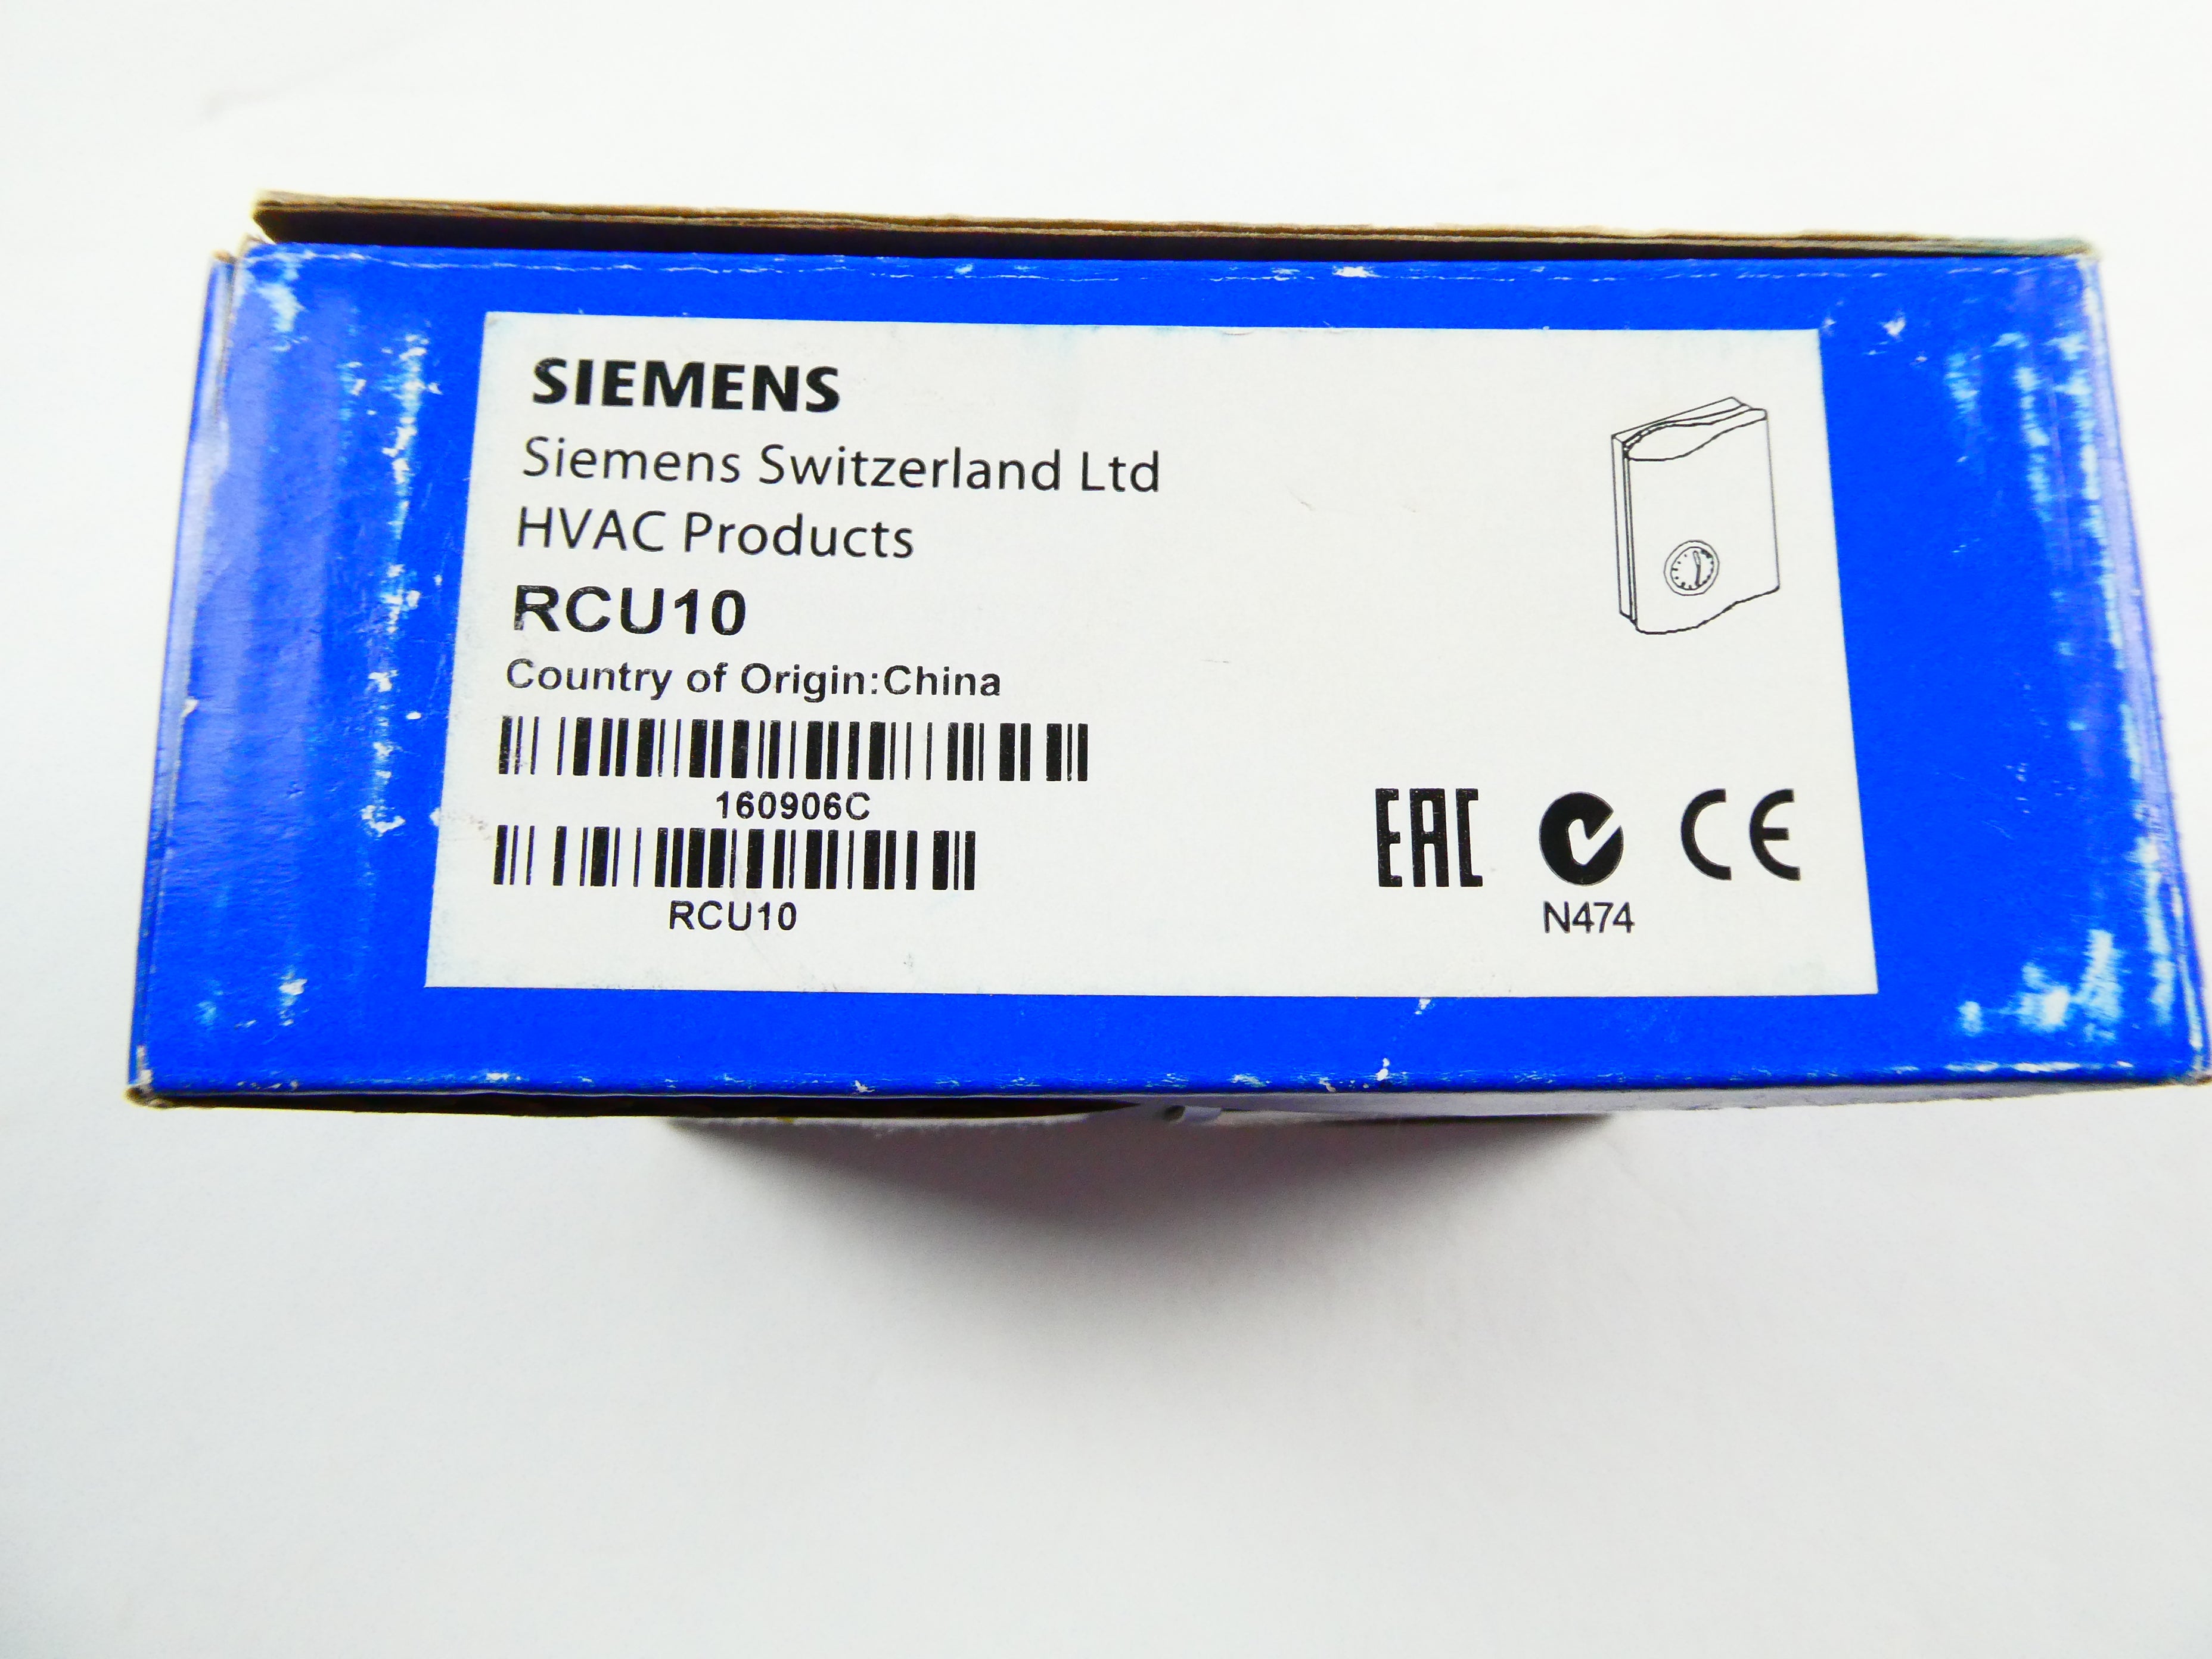 SIEMENS
Siemens Switzerland Ltd
HVAC Products
RCU10
Country of Origin:China
160906C
RCU10
EAC
CE
N474